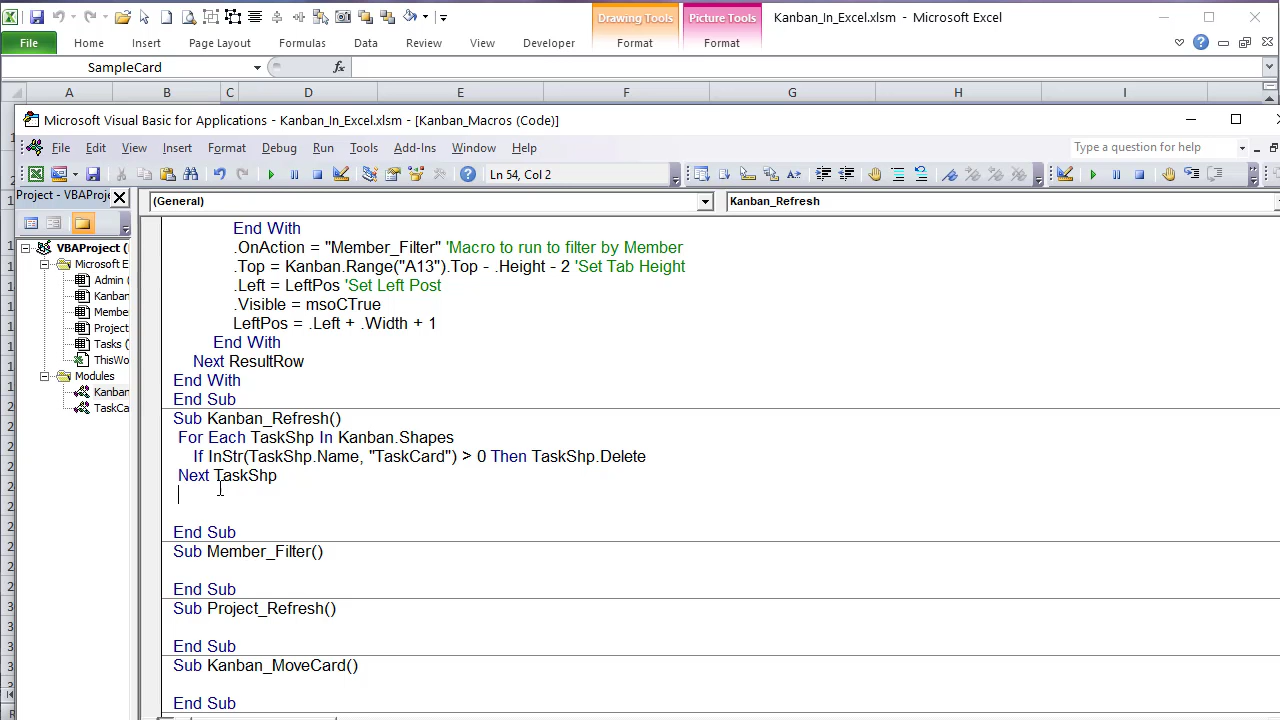 Drawing Tools
Picture Tools
Kanban_In_Excel.xlsm - Microsoft Excel
File
Home
Insert
Page Layout
Formulas
Data
Review
View
Developer
Format
Format
SampleCard
fx
A
B
C
D
E
F
G
H
I
Microsoft Visual Basic for Applications - Kanban_In_Excel.xlsm - [Kanban_Macros (Code)]
File
Edit
View
Insert
Format
Debug
Run
Tools
Add-Ins
Window
Help
Type a question for help
Ln 54, Col 2
Project - VBAProje
(General)
Kanban_Refresh
VBAProject (
Microsoft E
Admin (
Kanban
Membe
Project
Tasks (
ThisWo
Modules
Kanban
TaskCa
End With
.OnAction = "Member_Filter" 'Macro to run to filter by Member
.Top = Kanban.Range("A13").Top - .Height - 2 'Set Tab Height
.Left = LeftPos 'Set Left Post
.Visible = msoCTrue
LeftPos = .Left + .Width + 1
End With
Next ResultRow
End With
End Sub
Sub Kanban_Refresh()
For Each TaskShp In Kanban.Shapes
If InStr(TaskShp.Name, "TaskCard") > 0 Then TaskShp.Delete
Next TaskShp
End Sub
Sub Member_Filter()
End Sub
Sub Project_Refresh()
End Sub
Sub Kanban_MoveCard()
End Sub